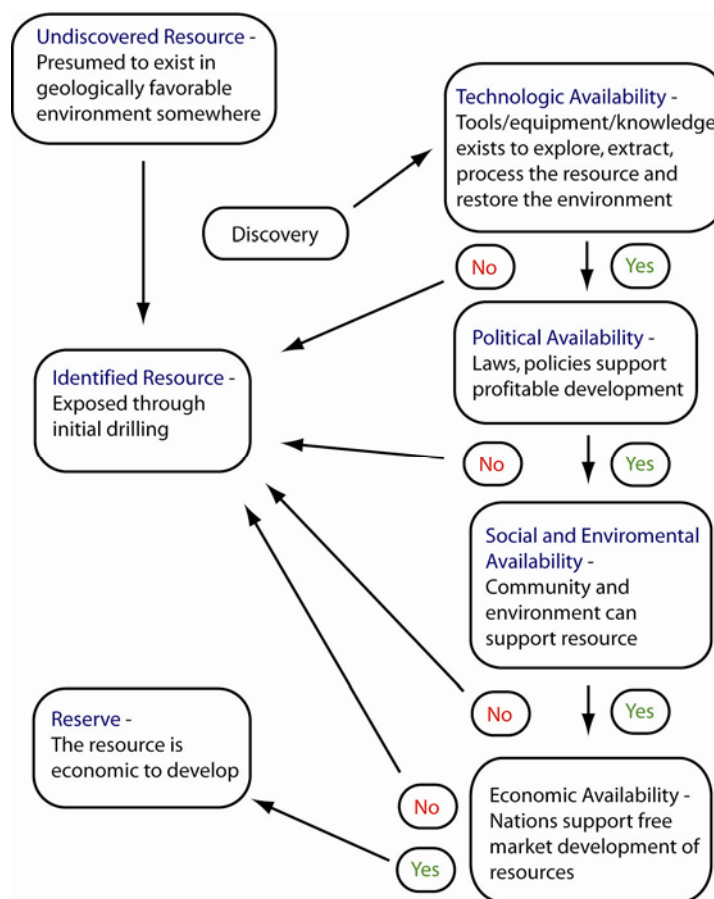 Undiscovered Resource -
Presumed to exist in
geologically favorable
environment somewhere
Technologic Availability -
Tools/equipment/knowledge
exists to explore, extract,
process the resource and
restore the environment
Discovery
No
Yes
Political Availability -
Laws, policies support
profitable development
Identified Resource -
Exposed through
initial drilling
No
Yes
Social and Enviromental
Availability -
Community and
environment can
support resource
No
Yes
Reserve -
The resource is
economic to develop
Economic Availability -
Nations support free
market development of
resources
No
Yes